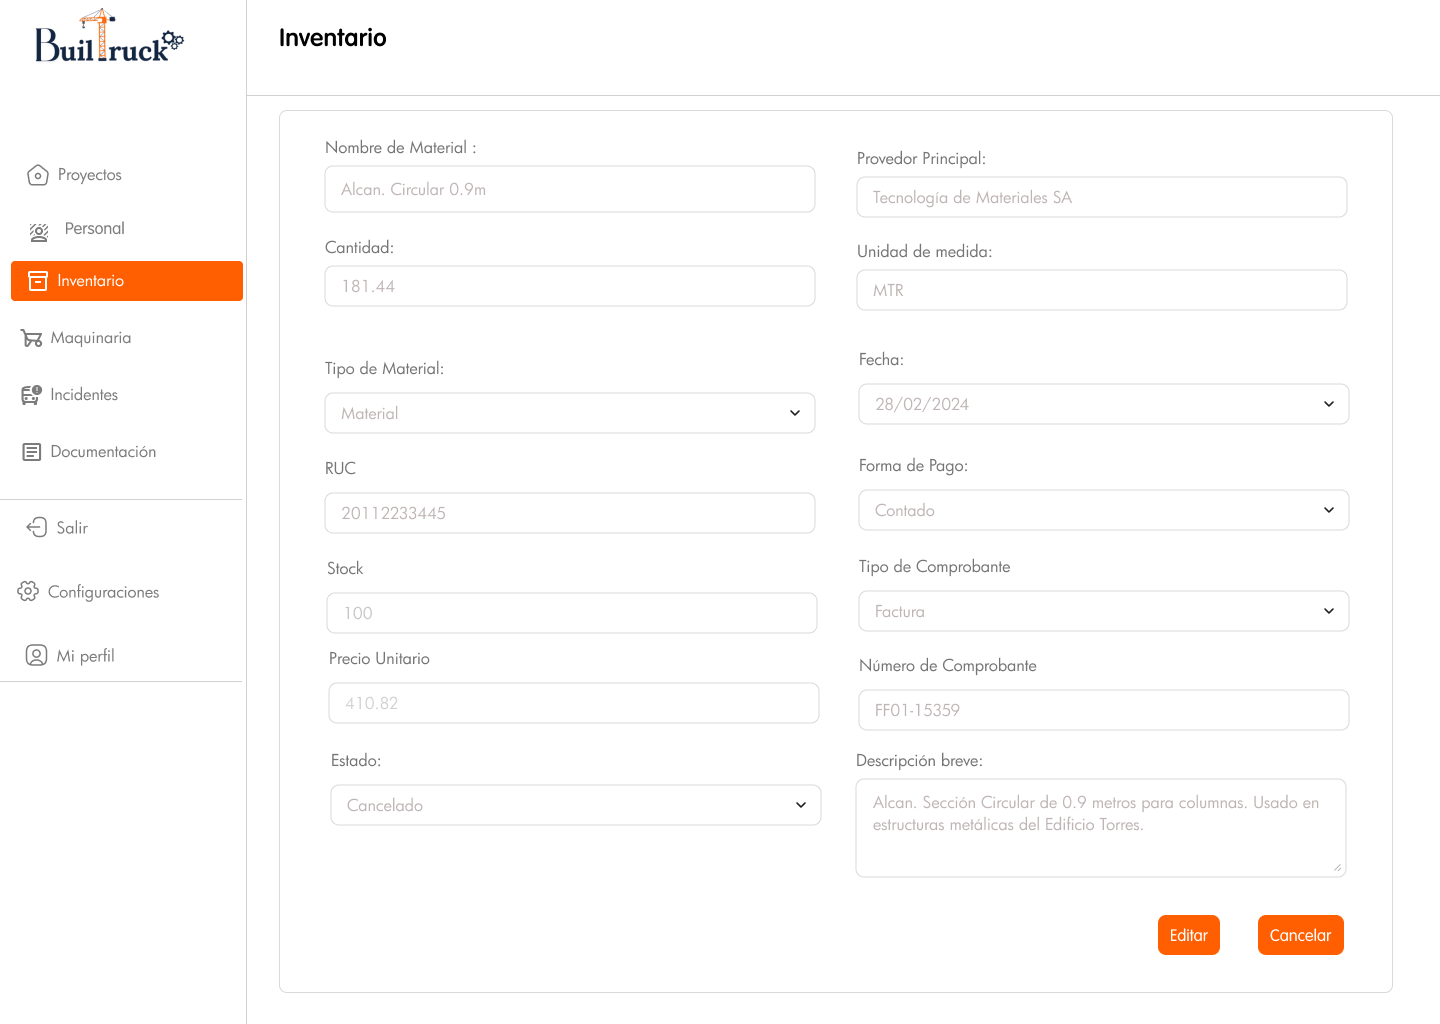 BuilTruck
Inventario
Proyectos
Personal
Inventario
Maquinaria
Incidentes
Documentación
Salir
Configuraciones
Mi perfil
Nombre de Material :
Alcan. Circular 0.9m
Cantidad:
181.44
Tipo de Material:
Material
RUC
20112233445
Stock
100
Precio Unitario
410.82
Estado:
Cancelado
Provedor Principal:
Tecnología de Materiales SA
Unidad de medida:
MTR
Fecha:
28/02/2024
Forma de Pago:
Contado
Tipo de Comprobante
Factura
Número de Comprobante
FF01-15359
Descripción breve:
Alcan. Sección Circular de 0.9 metros para columnas. Usado en
estructuras metálicas del Edificio Torres.
Editar
Cancelar